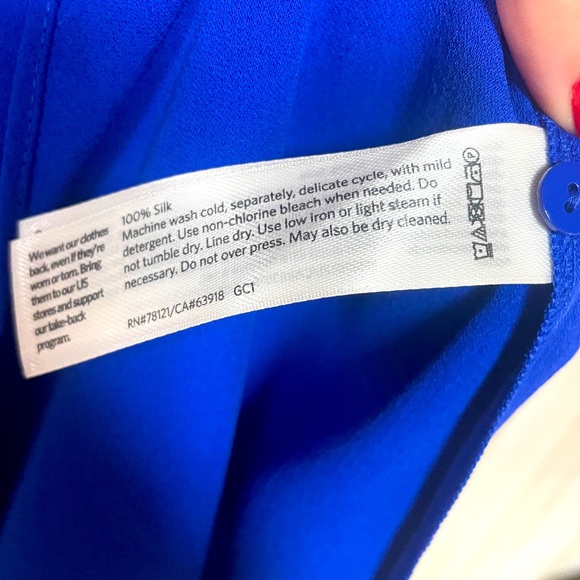 100% Silk
Machine wash cold, separately, delicate cycle, with mild
detergent. Use non-chlorine bleach when needed. Do
not tumble dry. Line dry. Use low iron or light steam if
necessary. Do not over press. May also be dry cleaned.
RN#78121/CA#63918 GC1
We want our clothes
back, even if they're
worn or torn. Bring
them to our US
stores and support
our take-back
program.
P